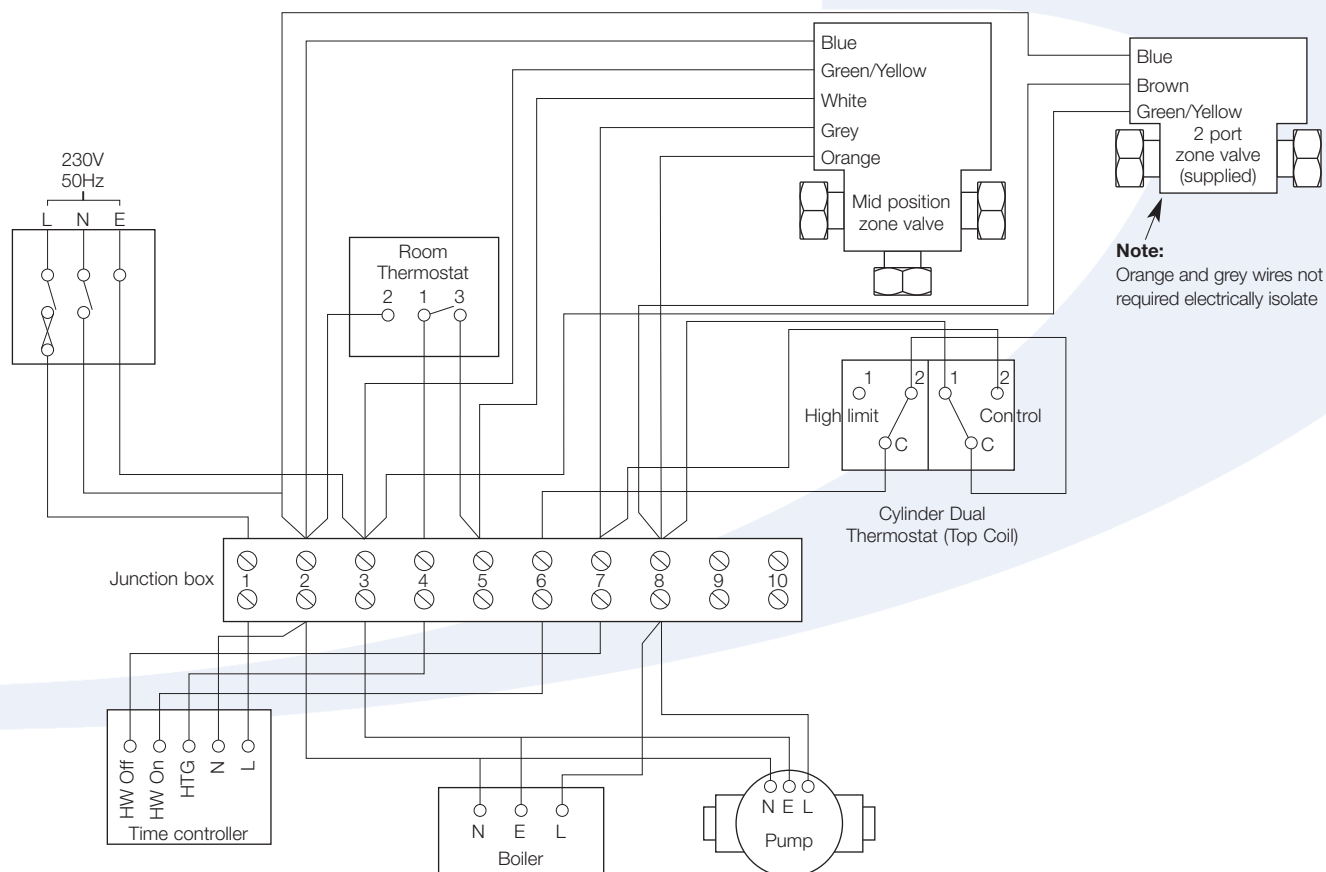 Blue
Green/Yellow
White
Grey
Orange
Mid position
zone valve
Blue
Brown
Green/Yellow
2 port
zone valve
(supplied)
Note:
Orange and grey wires not
required electrically isolate
230V
50Hz
L N E
Room
Thermostat
2 1 3
1 2 1 2
High limit Control
C C
Cylinder Dual
Thermostat (Top Coil)
Junction box
1 2 3 4 5 6 7 8 9 10
HW Off
HW On
HTG
N
L
Time controller
N E L
Boiler
N E L
Pump